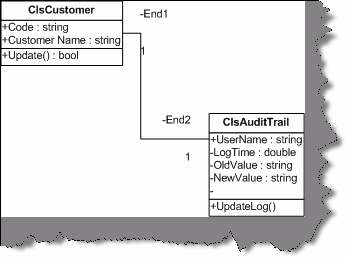 ClsCustomer
+Code : string
+Customer Name : string
+Update() : bool
-End1
1
-End2
1
ClsAuditTrail
+UserName : string
-LogTime : double
-OldValue : string
-NewValue : string
-
+UpdateLog()